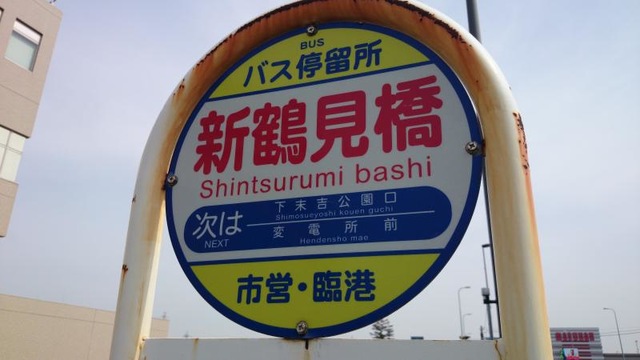 BUS
バス停留所
新鶴見橋
Shintsurumi bashi
次は
NEXT
下末吉公園口
Shimosueyoshi kouen guchi
変電所前
Hendensho mae
市営・臨港